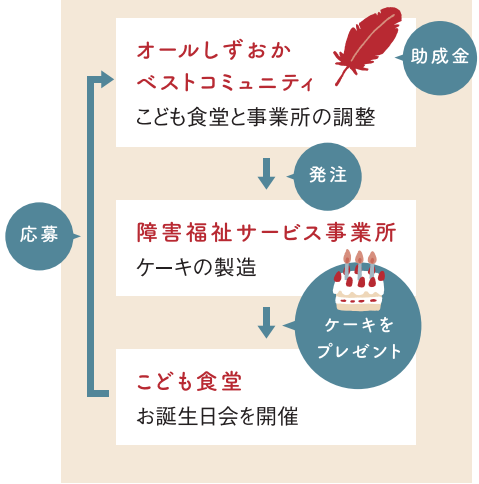 オールしずおか
ベストコミュニティ
こども食堂と事業所の調整
助成金
発注
応募
障害福祉サービス事業所
ケーキの製造
ケーキを
プレゼント
こども食堂
お誕生日会を開催